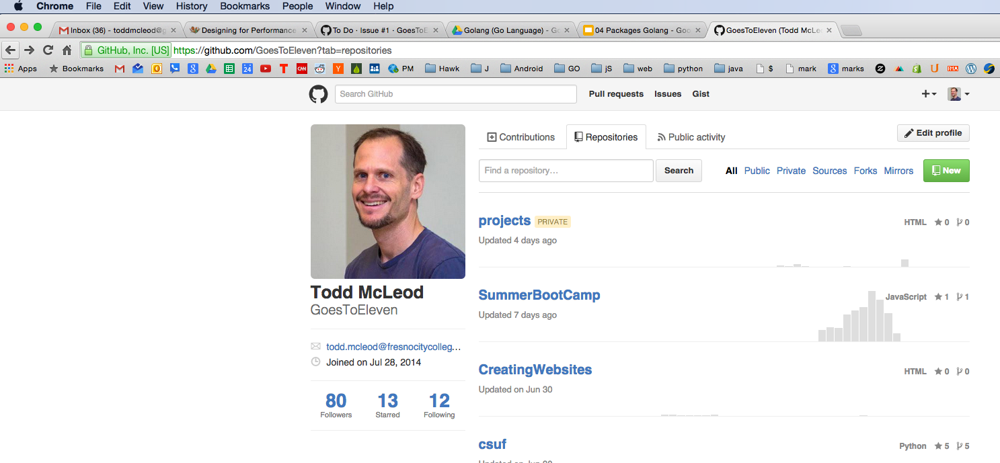 Chrome File Edit View History Bookmarks People Window Help
Inbox (36) - toddmcleod@g
Designing for Performance
To Do · Issue #1 · GoesToE
Golang (Go Language) - Go
04 Packages Golang - Goo
GoesToEleven (Todd McLe
GitHub, Inc. [US] https://github.com/GoesToEleven?tab=repositories
Apps Bookmarks 24 CNN PM Hawk J Android GO jS web python java $ mark marks
Search GitHub
Pull requests Issues Gist
Contributions Repositories Public activity
Edit profile
Find a repository…
Search
All Public Private Sources Forks Mirrors
New
projects PRIVATE
HTML 0 0
Updated 4 days ago
SummerBootCamp
JavaScript 1 1
Updated 7 days ago
CreatingWebsites
HTML 0 0
Updated on Jun 30
csuf
Python 5 5
Todd McLeod
GoesToEleven
todd.mcleod@fresnocitycolleg…
Joined on Jul 28, 2014
80 13 12
Followers Starred Following